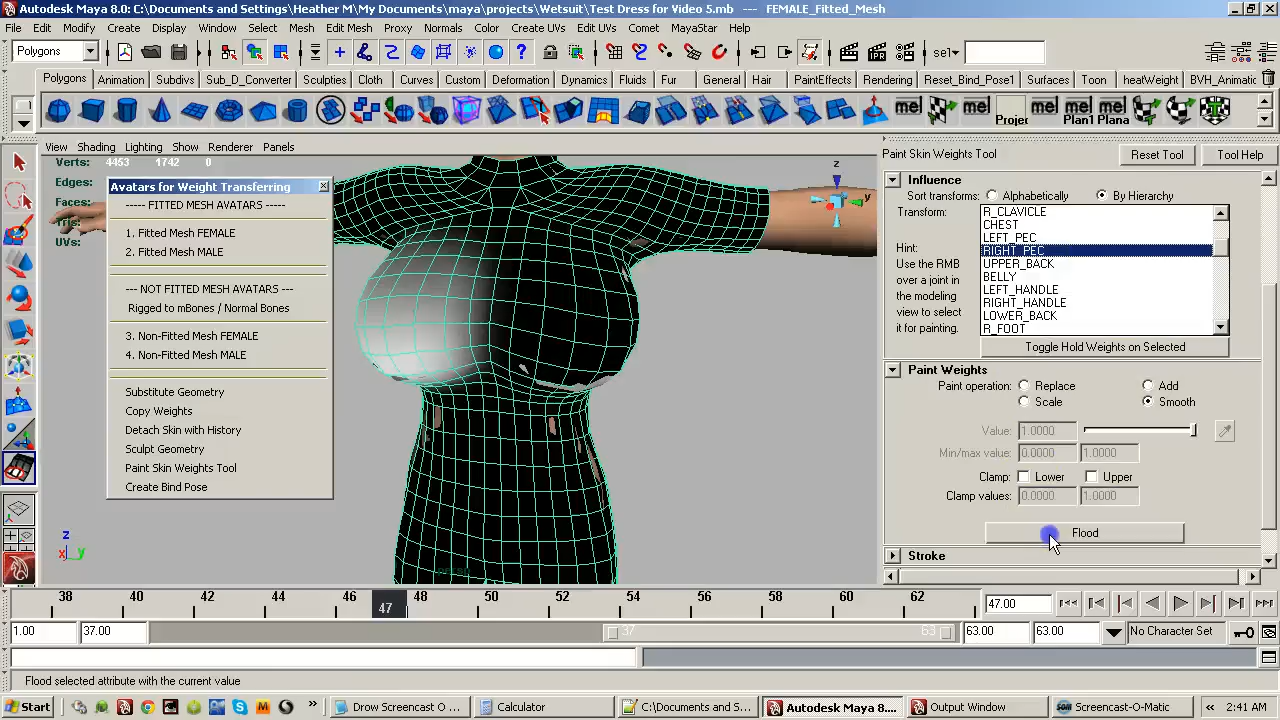 Autodesk Maya 8.0: C:\Documents and Settings\Heather M\My Documents\maya\projects\Wetsuit\Test Dress for Video 5.mb --- FEMALE_Fitted_Mesh
File Edit Modify Create Display Window Select Mesh Edit Mesh Proxy Normals Color Create UVs Edit UVs Comet MayaStar Help
Polygons sel
Polygons Animation Subdivs Sub_D_Converter Sculpties Cloth Curves Custom Deformation Dynamics Fluids Fur General Hair PaintEffects Rendering Reset_Bind_Pose1 Surfaces Toon heatWeight BVH_Animatic
mel mel Projec mel mel Plan1 mel Plana
View Shading Lighting Show Renderer Panels
Verts: 4453 1742 0
Edges:
Faces:
Tris:
UVs:
Avatars for Weight Transferring
----- FITTED MESH AVATARS -----
1. Fitted Mesh FEMALE
2. Fitted Mesh MALE
--- NOT FITTED MESH AVATARS ---
Rigged to mBones / Normal Bones
3. Non-Fitted Mesh FEMALE
4. Non-Fitted Mesh MALE
Substitute Geometry
Copy Weights
Detach Skin with History
Sculpt Geometry
Paint Skin Weights Tool
Create Bind Pose
z
y
z
x y
persp
Paint Skin Weights Tool Reset Tool Tool Help
Influence
Sort transforms: Alphabetically By Hierarchy
Transform:
R_CLAVICLE
CHEST
LEFT_PEC
RIGHT_PEC
UPPER_BACK
BELLY
LEFT_HANDLE
RIGHT_HANDLE
LOWER_BACK
R_FOOT
Hint:
Use the RMB
over a joint in
the modeling
view to select
it for painting.
Toggle Hold Weights on Selected
Paint Weights
Paint operation: Replace Add
Scale Smooth
Value: 1.0000
Min/max value: 0.0000 1.0000
Clamp: Lower Upper
Clamp values: 0.0000 1.0000
Flood
Stroke
38 40 42 44 46 47 48 50 52 54 56 58 60 62 47.00
1.00 37.00 37 63 63.00 63.00 No Character Set
Flood selected attribute with the current value
Start Drow Screencast O ... Calculator C:\Documents and S... Autodesk Maya 8.... Output Window Screencast-O-Matic 2:41 AM